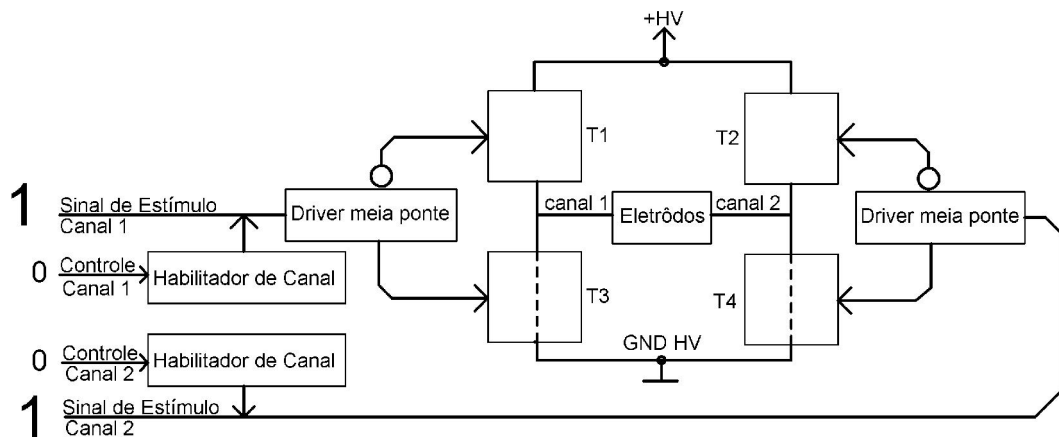 +HV
T1
T2
1
Sinal de Estímulo
Canal 1
Driver meia ponte
canal 1
Eletrôdos
canal 2
Driver meia ponte
0
Controle
Canal 1
Habilitador de Canal
T3
T4
GND HV
0
Controle
Canal 2
Habilitador de Canal
1
Sinal de Estímulo
Canal 2